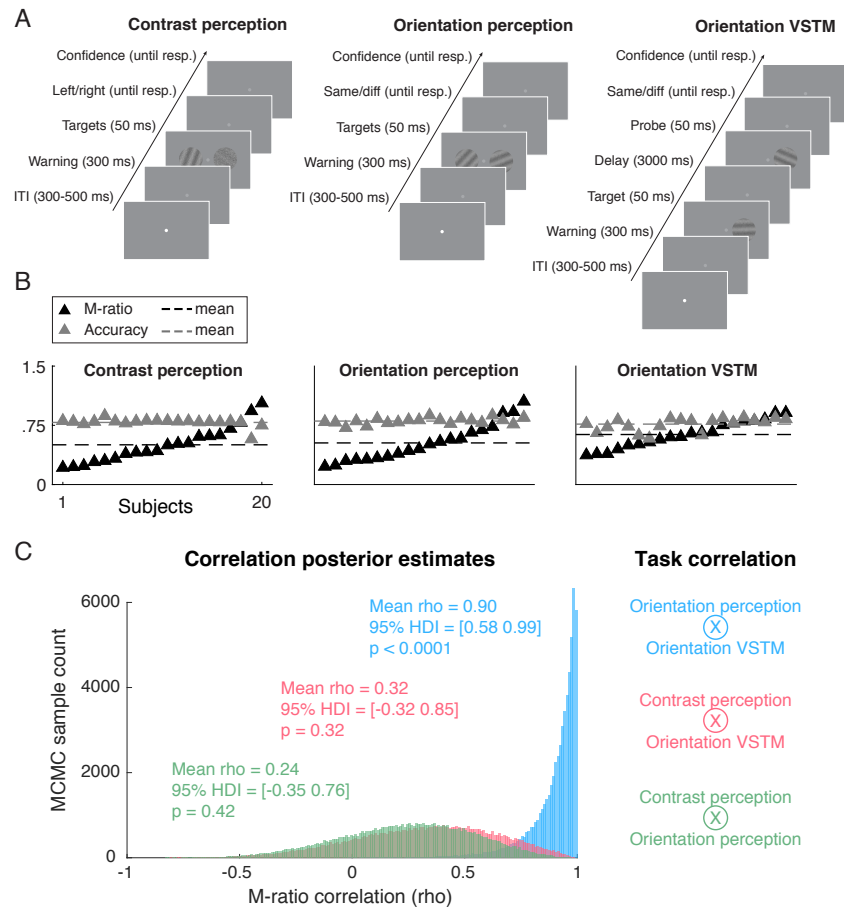 A
Contrast perception
Confidence (until resp.)
Left/right (until resp.)
Targets (50 ms)
Warning (300 ms)
ITI (300-500 ms)
Orientation perception
Confidence (until resp.)
Same/diff (until resp.)
Targets (50 ms)
Warning (300 ms)
ITI (300-500 ms)
Orientation VSTM
Confidence (until resp.)
Same/diff (until resp.)
Probe (50 ms)
Delay (3000 ms)
Target (50 ms)
Warning (300 ms)
ITI (300-500 ms)
B
M-ratio mean
Accuracy mean
Contrast perception
Orientation perception
Orientation VSTM
1.5
.75
0
1 Subjects 20
C
Correlation posterior estimates
Task correlation
MCMC sample count
6000
4000
2000
0
Mean rho = 0.90
95% HDI = [0.58 0.99]
p < 0.0001
Mean rho = 0.32
95% HDI = [-0.32 0.85]
p = 0.32
Mean rho = 0.24
95% HDI = [-0.35 0.76]
p = 0.42
-1 -0.5 0 0.5 1
M-ratio correlation (rho)
Orientation perception
X
Orientation VSTM
Contrast perception
X
Orientation VSTM
Contrast perception
X
Orientation perception